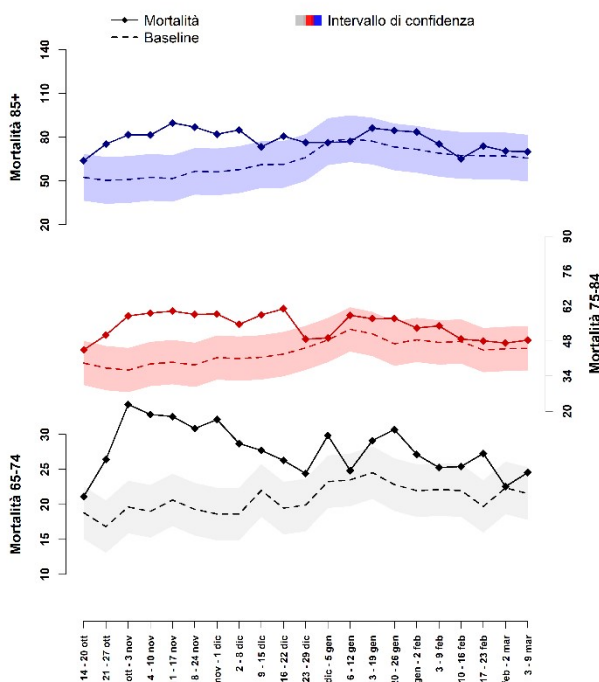 Mortalità
Baseline
Intervallo di confidenza
Mortalità 85+
140
110
80
50
20
Mortalità 75-84
90
76
62
48
34
20
Mortalità 65-74
30
25
20
15
10
14 - 20 ott
21 - 27 ott
ott - 3 nov
4 - 10 nov
1 - 17 nov
8 - 24 nov
nov - 1 dic
2 - 8 dic
9 - 15 dic
16 - 22 dic
23 - 29 dic
dic - 5 gen
6 - 12 gen
3 - 19 gen
20 - 26 gen
gen - 2 feb
3 - 9 feb
10 - 16 feb
17 - 23 feb
feb - 2 mar
3 - 9 mar